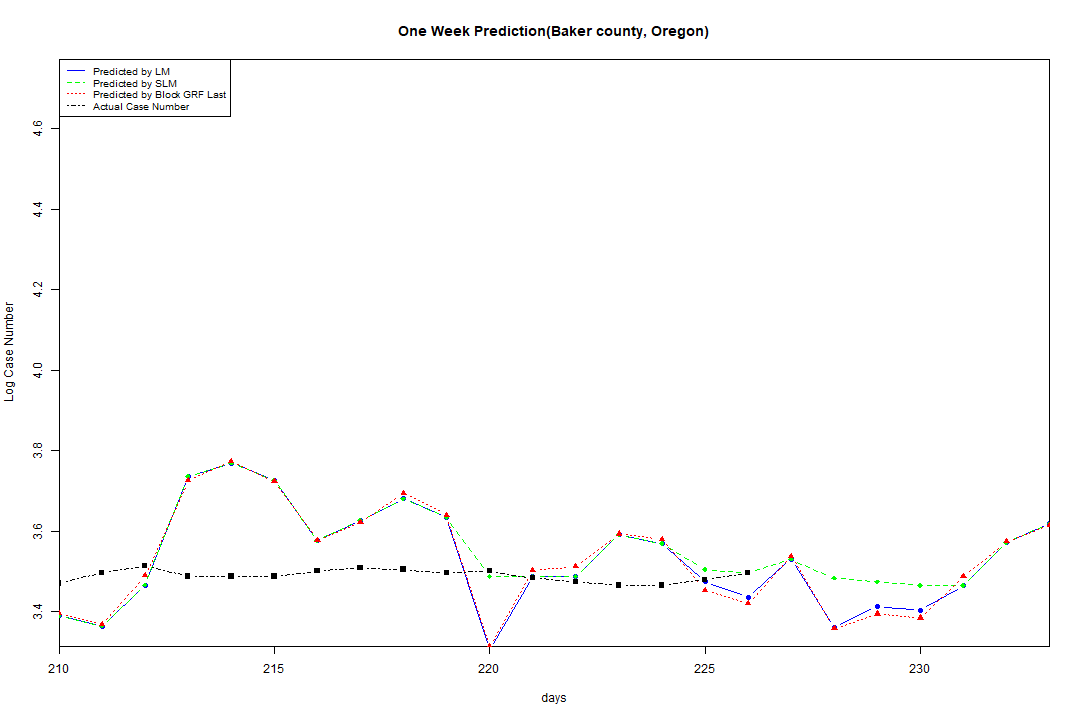 One Week Prediction(Baker county, Oregon)
Predicted by LM
Predicted by SLM
Predicted by Block GRF Last
Actual Case Number
4.6
4.4
4.2
4.0
3.8
3.6
3.4
Log Case Number
210 215 220 225 230
days